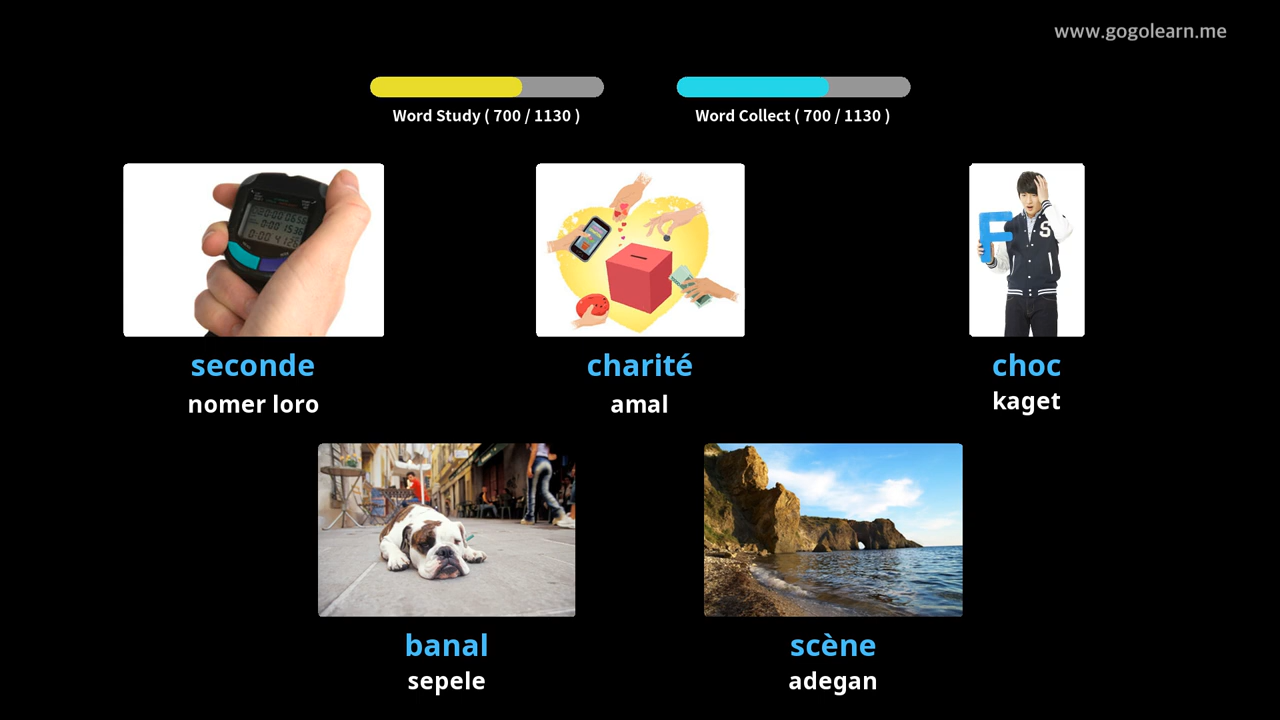 www.gogolearn.me
Word Study ( 700 / 1130 )
Word Collect ( 700 / 1130 )
F
S
seconde
nomer loro
charité
amal
choc
kaget
banal
sepele
scène
adegan